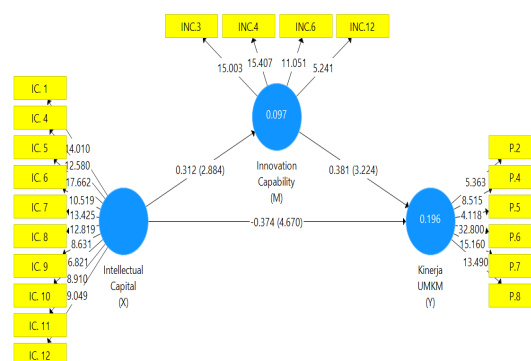 INC.3
INC.4
INC.6
INC.12
15.003
15.407
11.051
5.241
0.097
Innovation
Capability
(M)
0.312 (2.884)
0.381 (3.224)
-0.374 (4.670)
IC. 1
IC. 4
IC. 5
IC. 6
IC. 7
IC. 8
IC. 9
IC. 10
IC. 11
IC. 12
14.010
12.580
17.662
10.519
13.425
12.819
8.631
6.821
8.910
9.049
Intellectual
Capital
(X)
0.196
Kinerja
UMKM
(Y)
5.363
8.515
4.118
32.800
15.160
13.490
P.2
P.4
P.5
P.6
P.7
P.8